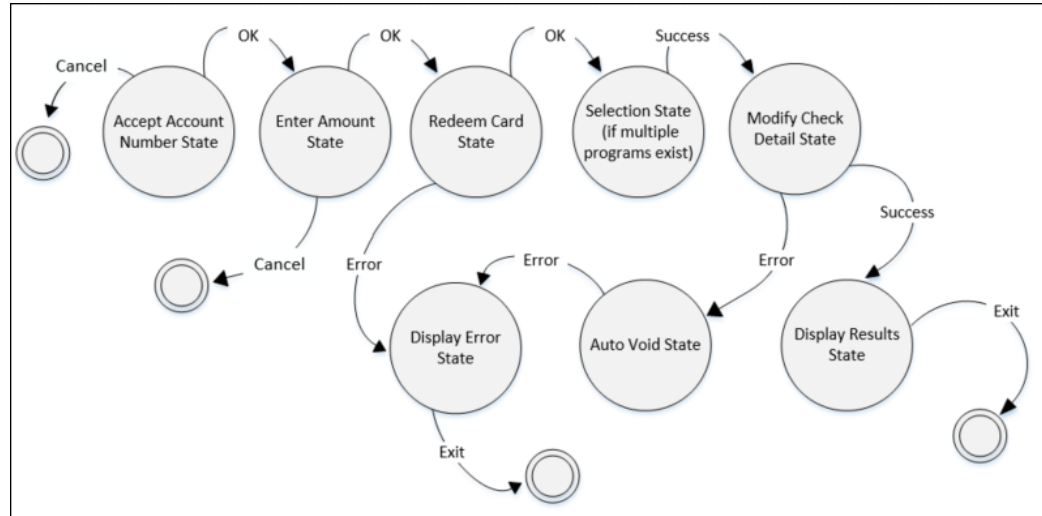 OK
OK
OK
Success
Cancel
Accept Account
Number State
Enter Amount
State
Redeem Card
State
Selection State
(if multiple
programs exist)
Modify Check
Detail State
Success
Cancel
Error
Error
Error
Display Error
State
Auto Void State
Display Results
State
Exit
Exit